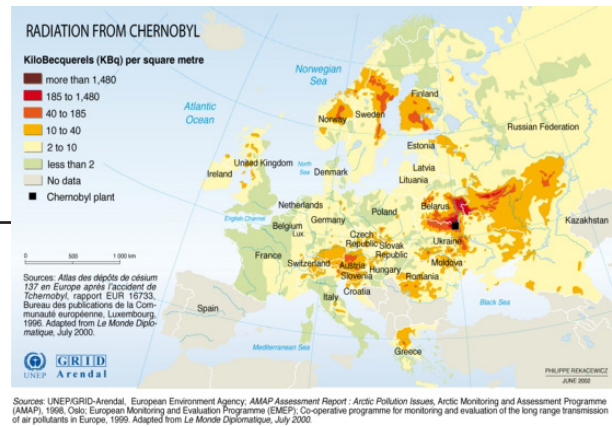 RADIATION FROM CHERNOBYL
KiloBecquerels (KBq) per square metre
more than 1,480
185 to 1,480
40 to 185
10 to 40
2 to 10
less than 2
No data
Chernobyl plant
Norwegian
Sea
Atlantic
Ocean
Finland
Norway
Sweden
Russian Federation
Estonia
Latvia
Lithuania
United Kingdom
North
Sea
Denmark
Ireland
Netherlands
Belarus
English Channel
Belgium
Lux.
Germany
Poland
Kazakhstan
Czech
Republic
Slovak
Republic
Ukraine
France
Switzerland
Austria
Hungary
Moldova
Slovenia
Romania
Croatia
Italy
Spain
Black Sea
Mediterranean Sea
Greece
0 500 1 000 km
Sources: Atlas des dépôts de césium
137 en Europe après l'accident de
Tchernobyl, rapport EUR 16733,
Bureau des publications de la Com-
munauté européenne, Luxembourg,
1996. Adapted from Le Monde Diplo-
matique, July 2000.
UNEP
GRID
Arendal
PHILIPPE REKACEWICZ
JUNE 2002
Sources: UNEP/GRID-Arendal, European Environment Agency; AMAP Assessment Report : Arctic Pollution Issues, Arctic Monitoring and Assessment Programme
(AMAP), 1998, Oslo; European Monitoring and Evaluation Programme (EMEP); Co-operative programme for monitoring and evaluation of the long range transmission
of air pollutants in Europe, 1999. Adapted from Le Monde Diplomatique, July 2000.